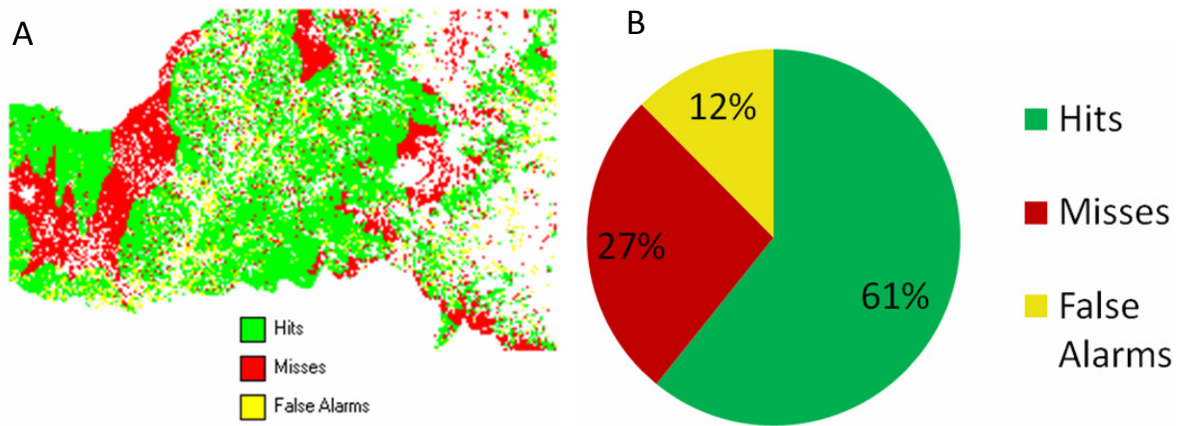 A
Hits
Misses
False Alarms
B
12%
27%
61%
Hits
Misses
False
Alarms